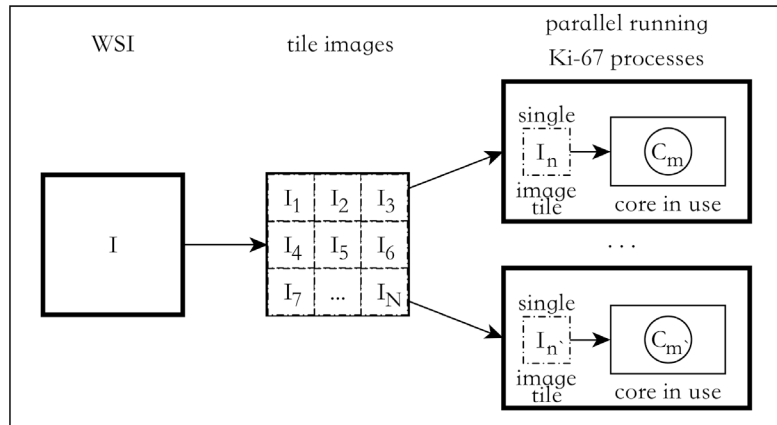 WSI
tile images
parallel running
Ki-67 processes
I
I1 I2 I3
I4 I5 I6
I7 ... IN
single
In
image
tile
Cm
core in use
...
single
In`
image
tile
Cm`
core in use